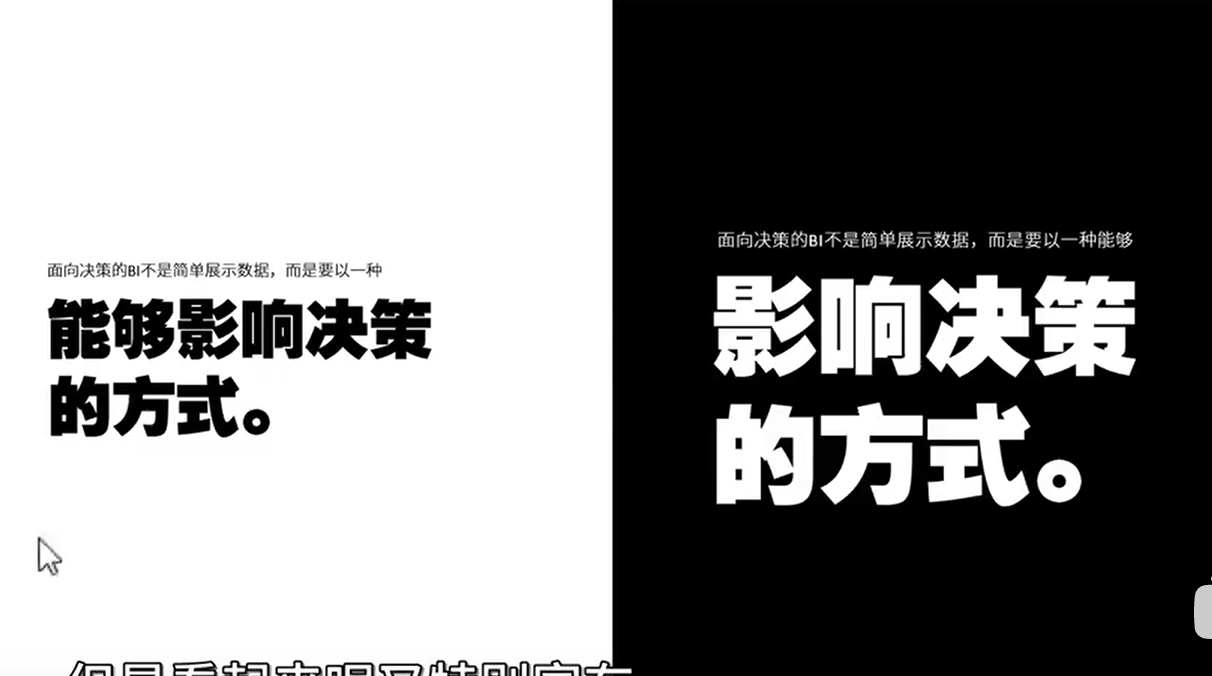 面向决策的BI不是简单展示数据，而是要以一种
能够影响决策
的方式。
面向决策的BI不是简单展示数据，而是要以一种能够
影响决策
的方式。